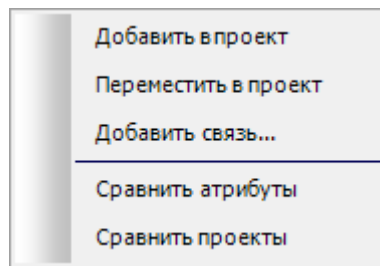 Добавить в проект
Переместить в проект
Добавить связь...
Сравнить атрибуты
Сравнить проекты